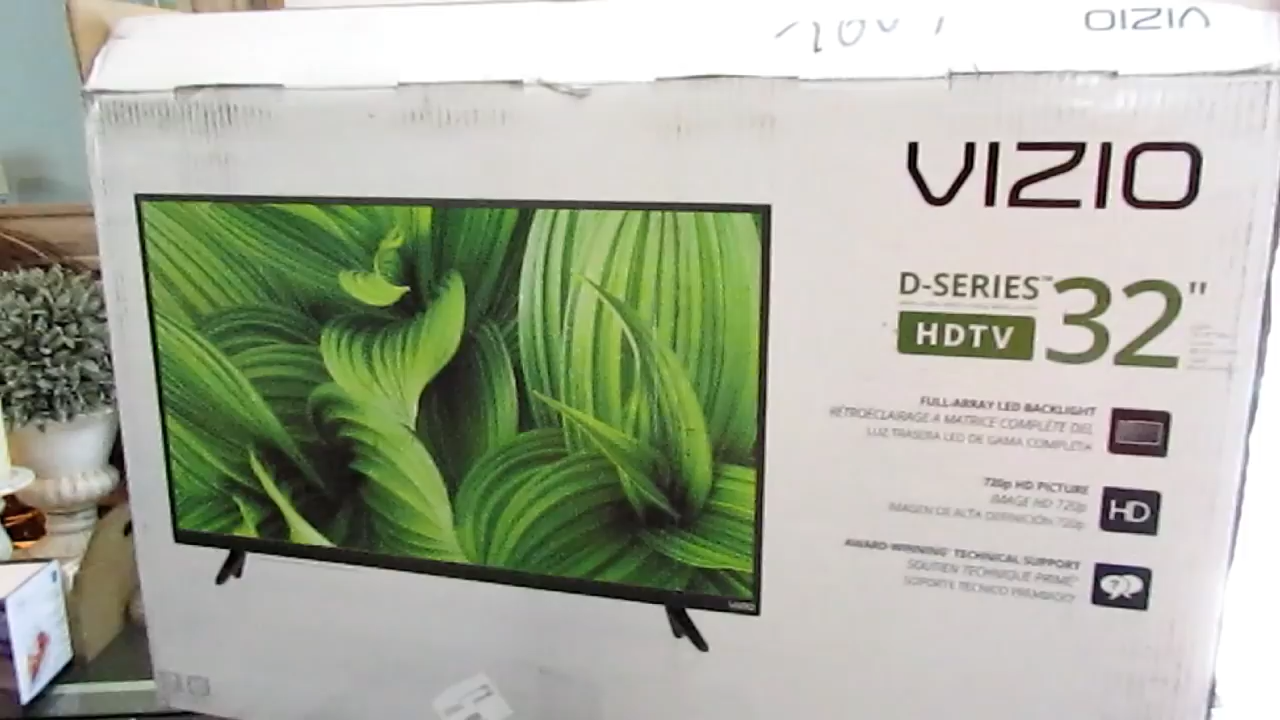 VIZIO
VIZIO
D-SERIES™
HDTV
32"
FULL-ARRAY LED BACKLIGHT
RÉTROÉCLAIRAGE À MATRICE COMPLÈTE DEL
LUZ TRASERA LED DE GAMA COMPLETA
720p HD PICTURE
IMAGE HD 720p
IMAGEN DE ALTA DEFINICIÓN 720p
HD
AWARD-WINNING TECHNICAL SUPPORT
SOUTIEN TECHNIQUE PRIMÉ
SOPORTE TÉCNICO PREMIADO
VIZIO